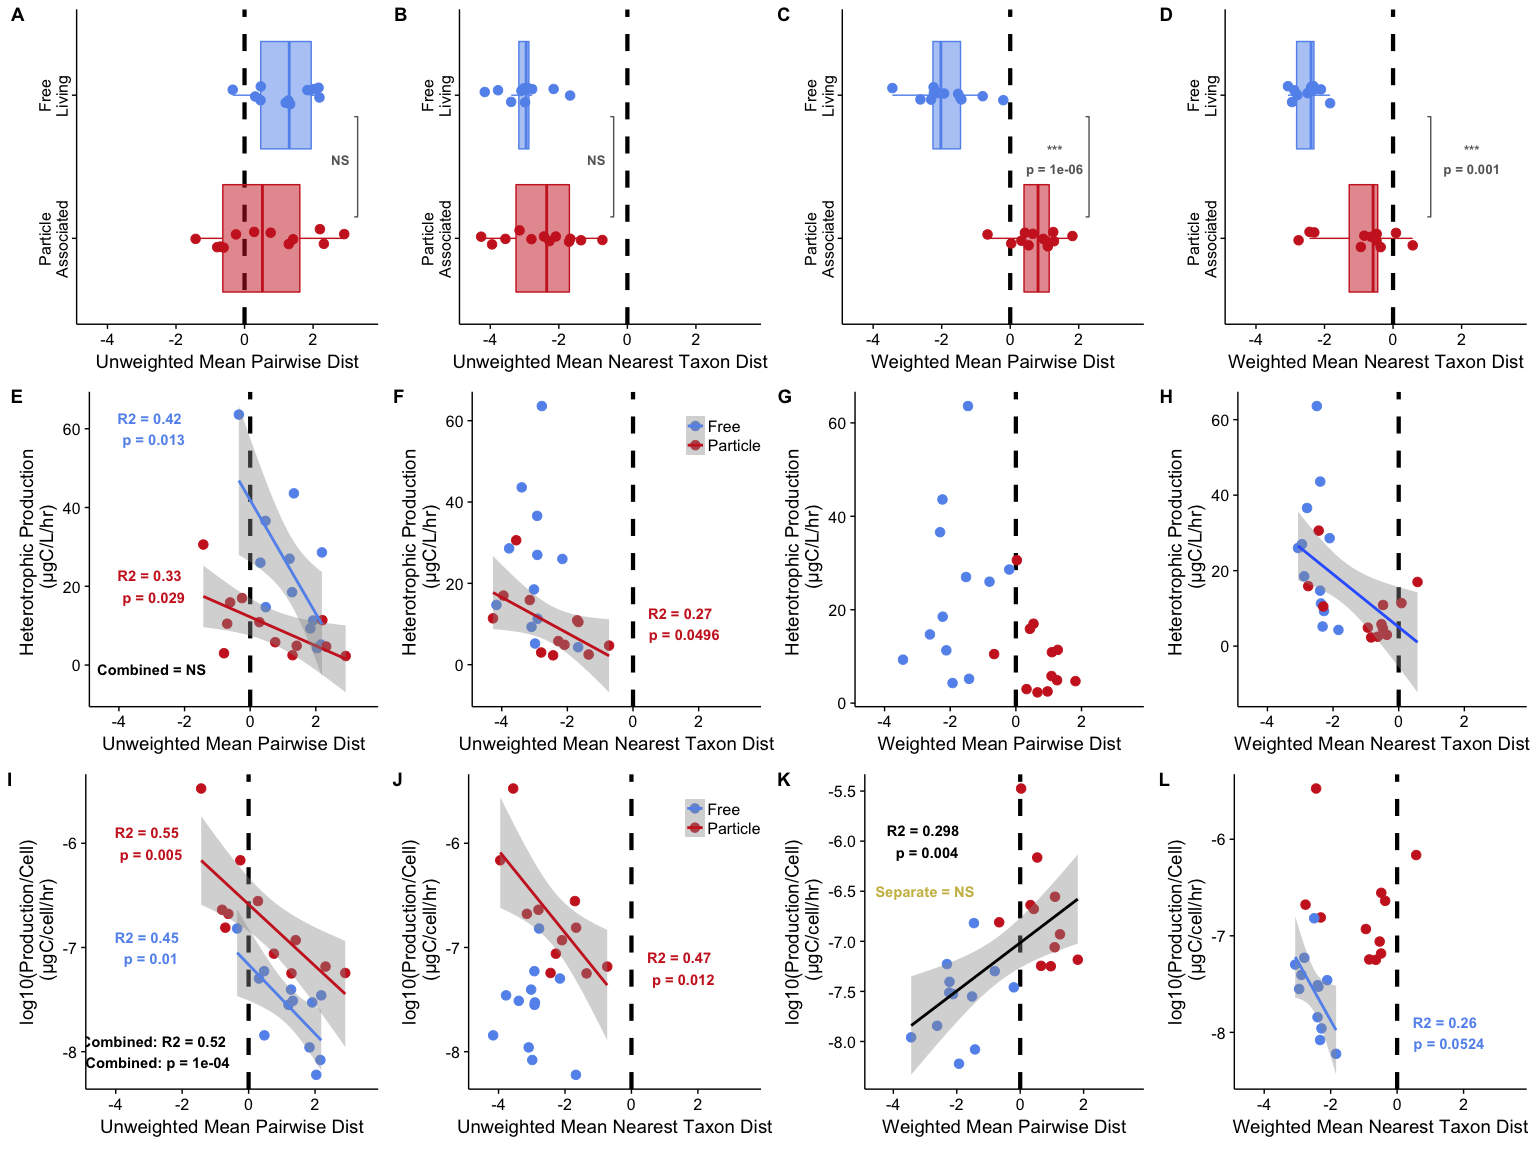 A
Free
Living
Particle
Associated
NS
-4
-2
0
2
Unweighted Mean Pairwise Dist
B
Free
Living
Particle
Associated
NS
-4
-2
0
2
Unweighted Mean Nearest Taxon Dist
C
Free
Living
Particle
Associated
***
p = 1e-06
-4
-2
0
2
Weighted Mean Pairwise Dist
D
Free
Living
Particle
Associated
***
p = 0.001
-4
-2
0
2
Weighted Mean Nearest Taxon Dist
E
Heterotrophic Production
(µgC/L/hr)
60
40
20
0
R2 = 0.42
p = 0.013
R2 = 0.33
p = 0.029
Combined = NS
-4
-2
0
2
Unweighted Mean Pairwise Dist
F
Heterotrophic Production
(µgC/L/hr)
60
40
20
0
Free
Particle
R2 = 0.27
p = 0.0496
-4
-2
0
2
Unweighted Mean Nearest Taxon Dist
G
Heterotrophic Production
(µgC/L/hr)
60
40
20
0
-4
-2
0
2
Weighted Mean Pairwise Dist
H
Heterotrophic Production
(µgC/L/hr)
60
40
20
0
-4
-2
0
2
Weighted Mean Nearest Taxon Dist
I
log10(Production/Cell)
(µgC/cell/hr)
-6
-7
-8
R2 = 0.55
p = 0.005
R2 = 0.45
p = 0.01
Combined: R2 = 0.52
Combined: p = 1e-04
-4
-2
0
2
Unweighted Mean Pairwise Dist
J
log10(Production/Cell)
(µgC/cell/hr)
-6
-7
-8
Free
Particle
R2 = 0.47
p = 0.012
-4
-2
0
2
Unweighted Mean Nearest Taxon Dist
K
log10(Production/Cell)
(µgC/cell/hr)
-5.5
-6.0
-6.5
-7.0
-7.5
-8.0
R2 = 0.298
p = 0.004
Separate = NS
-4
-2
0
2
Weighted Mean Pairwise Dist
L
log10(Production/Cell)
(µgC/cell/hr)
-6
-7
-8
R2 = 0.26
p = 0.0524
-4
-2
0
2
Weighted Mean Nearest Taxon Dist